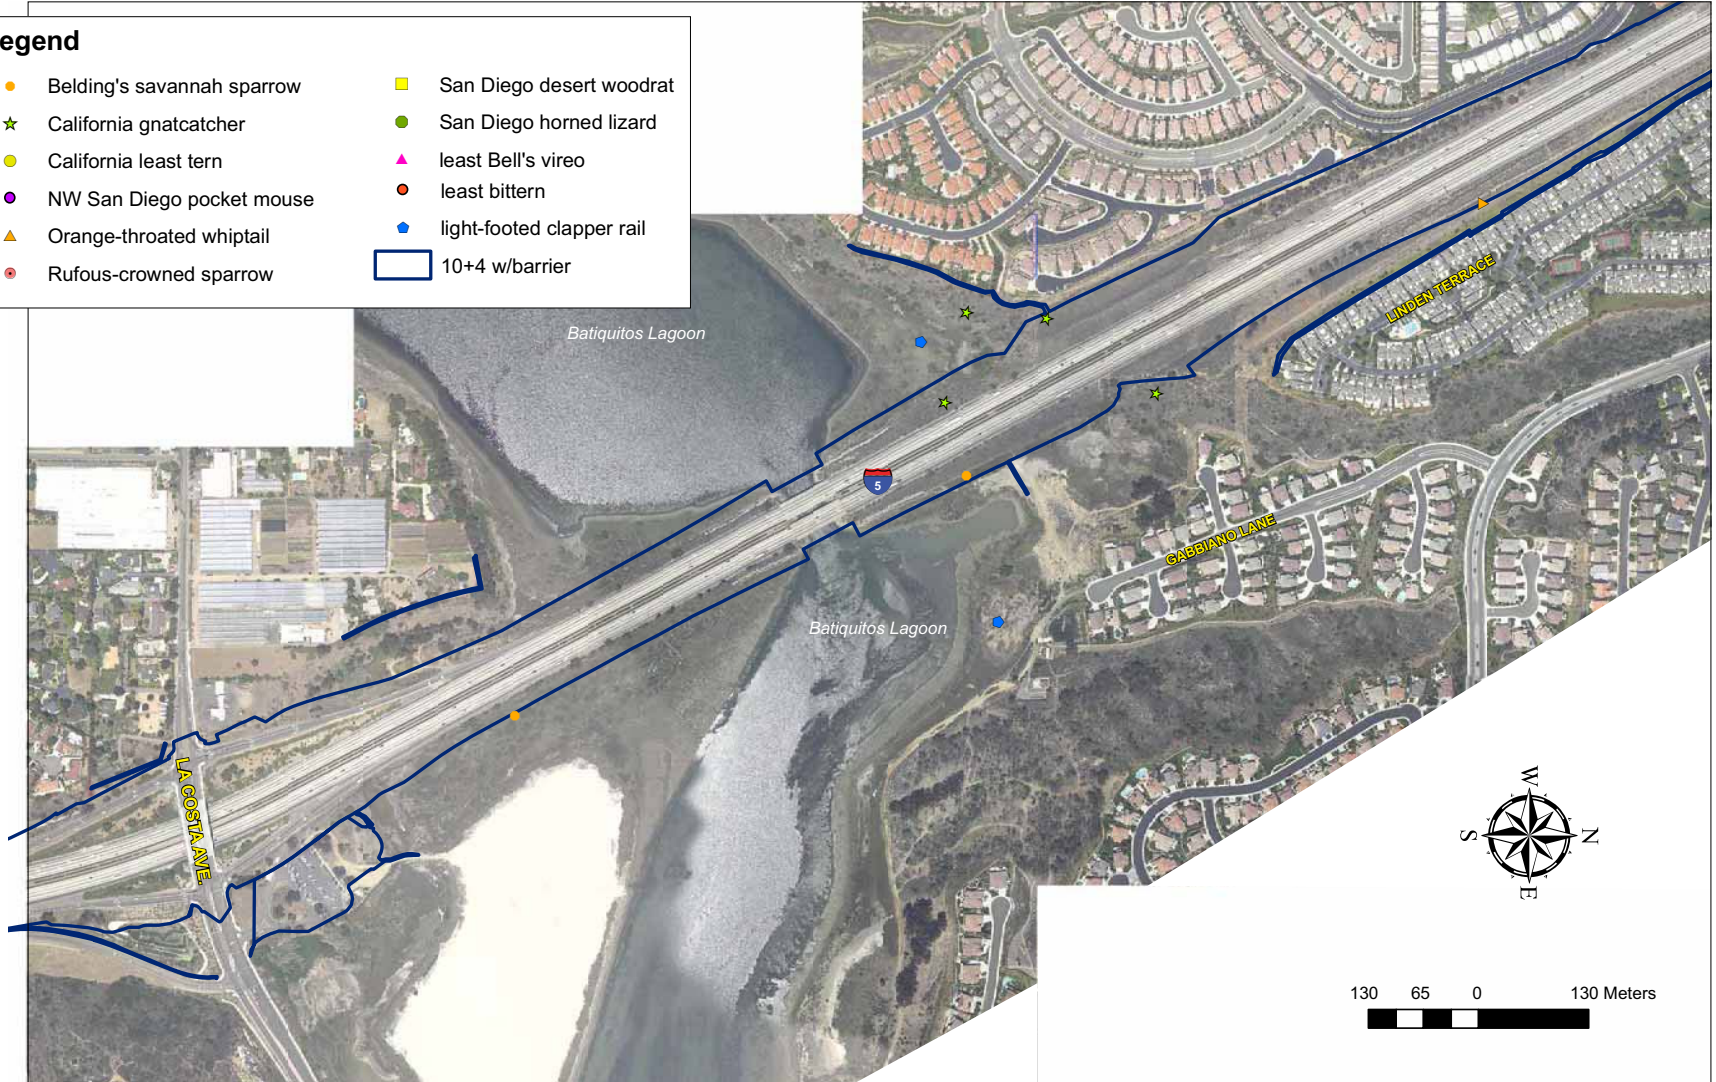 egend
Belding's savannah sparrow
California gnatcatcher
California least tern
NW San Diego pocket mouse
Orange-throated whiptail
Rufous-crowned sparrow
San Diego desert woodrat
San Diego horned lizard
least Bell's vireo
least bittern
light-footed clapper rail
10+4 w/barrier
Batiquitos Lagoon
LINDEN TERRACE
5
GABBIANO LANE
Batiquitos Lagoon
LA COSTA AVE.
W
S N
E
130 65 0 130 Meters